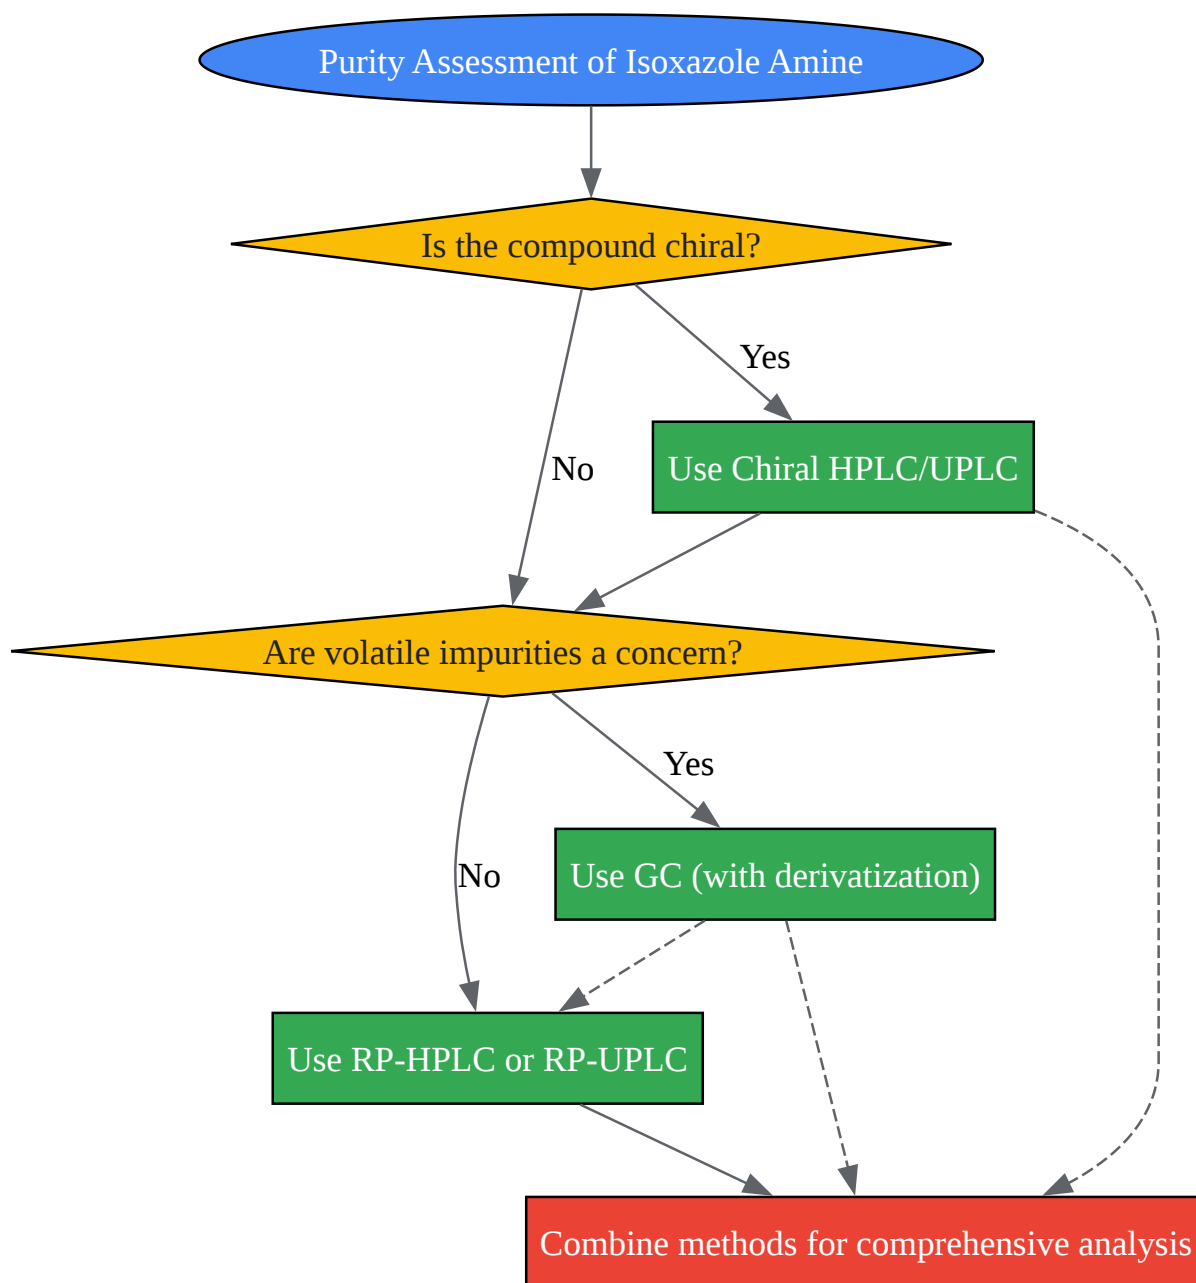 Purity Assessment of Isoxazole Amine
Is the compound chiral?
Yes
No
Use Chiral HPLC/UPLC
Are volatile impurities a concern?
Yes
No
Use GC (with derivatization)
Use RP-HPLC or RP-UPLC
Combine methods for comprehensive analysis